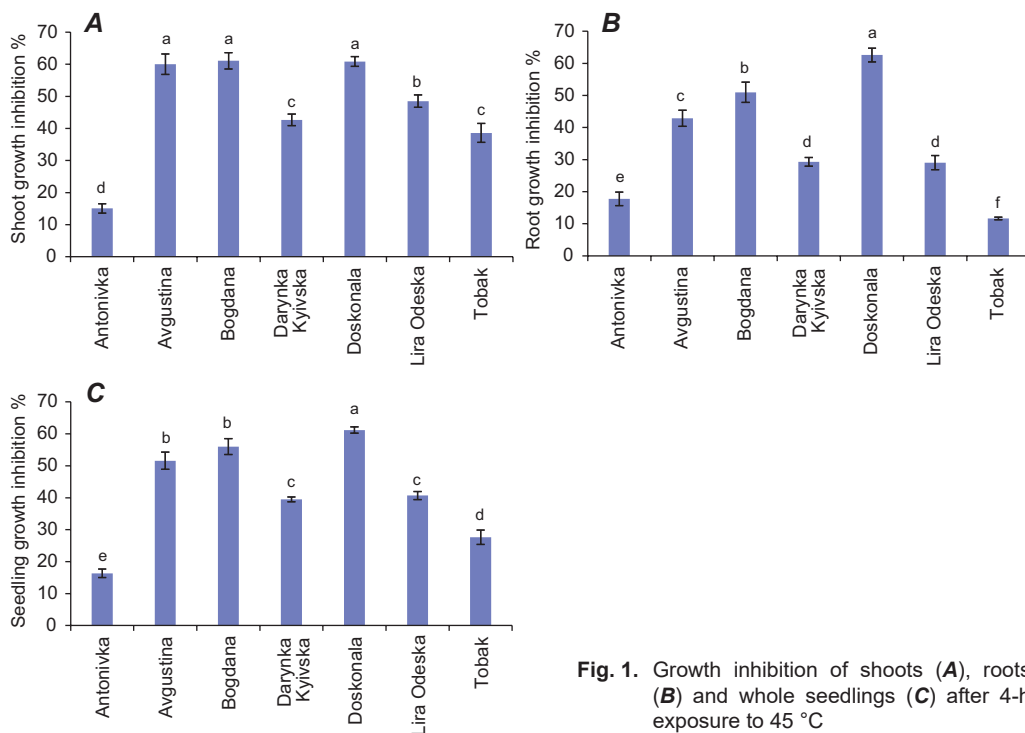 A
Shoot growth inhibition %
70
60
50
40
30
20
10
0
a
a
a
b
c
c
d
Antonivka
Avgustina
Bogdana
Darynka
Kyivska
Doskonala
Lira Odeska
Tobak
B
Root growth inhibition %
70
60
50
40
30
20
10
0
e
c
b
d
a
d
f
Antonivka
Avgustina
Bogdana
Darynka
Kyivska
Doskonala
Lira Odeska
Tobak
C
Seedling growth inhibition %
70
60
50
40
30
20
10
0
e
b
b
c
a
c
d
Antonivka
Avgustina
Bogdana
Darynka
Kyivska
Doskonala
Lira Odeska
Tobak
Fig. 1. Growth inhibition of shoots (A), roots
(B) and whole seedlings (C) after 4-h
exposure to 45 °C